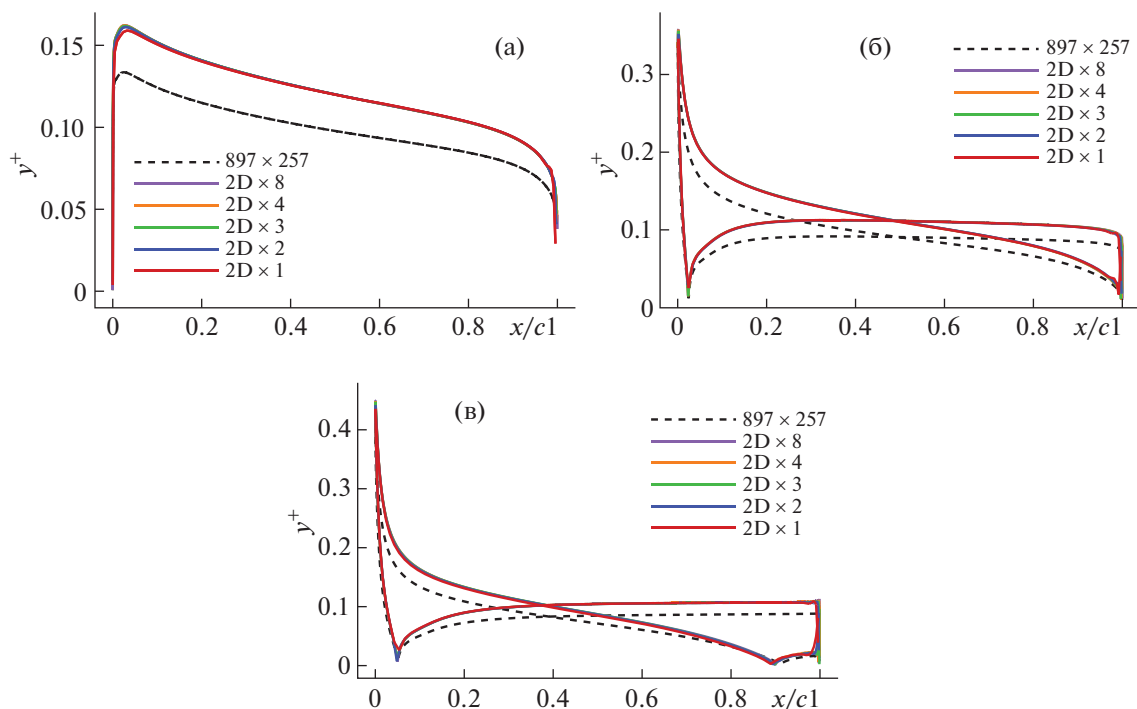 (а)
0.15
0.10
0.05
0
y+
897 × 257
2D × 8
2D × 4
2D × 3
2D × 2
2D × 1
0 0.2 0.4 0.6 0.8 x/c1
(б)
0.3
0.2
0.1
0
y+
897 × 257
2D × 8
2D × 4
2D × 3
2D × 2
2D × 1
0 0.2 0.4 0.6 0.8 x/c1
(в)
0.4
0.3
0.2
0.1
0
y+
897 × 257
2D × 8
2D × 4
2D × 3
2D × 2
2D × 1
0 0.2 0.4 0.6 0.8 x/c1